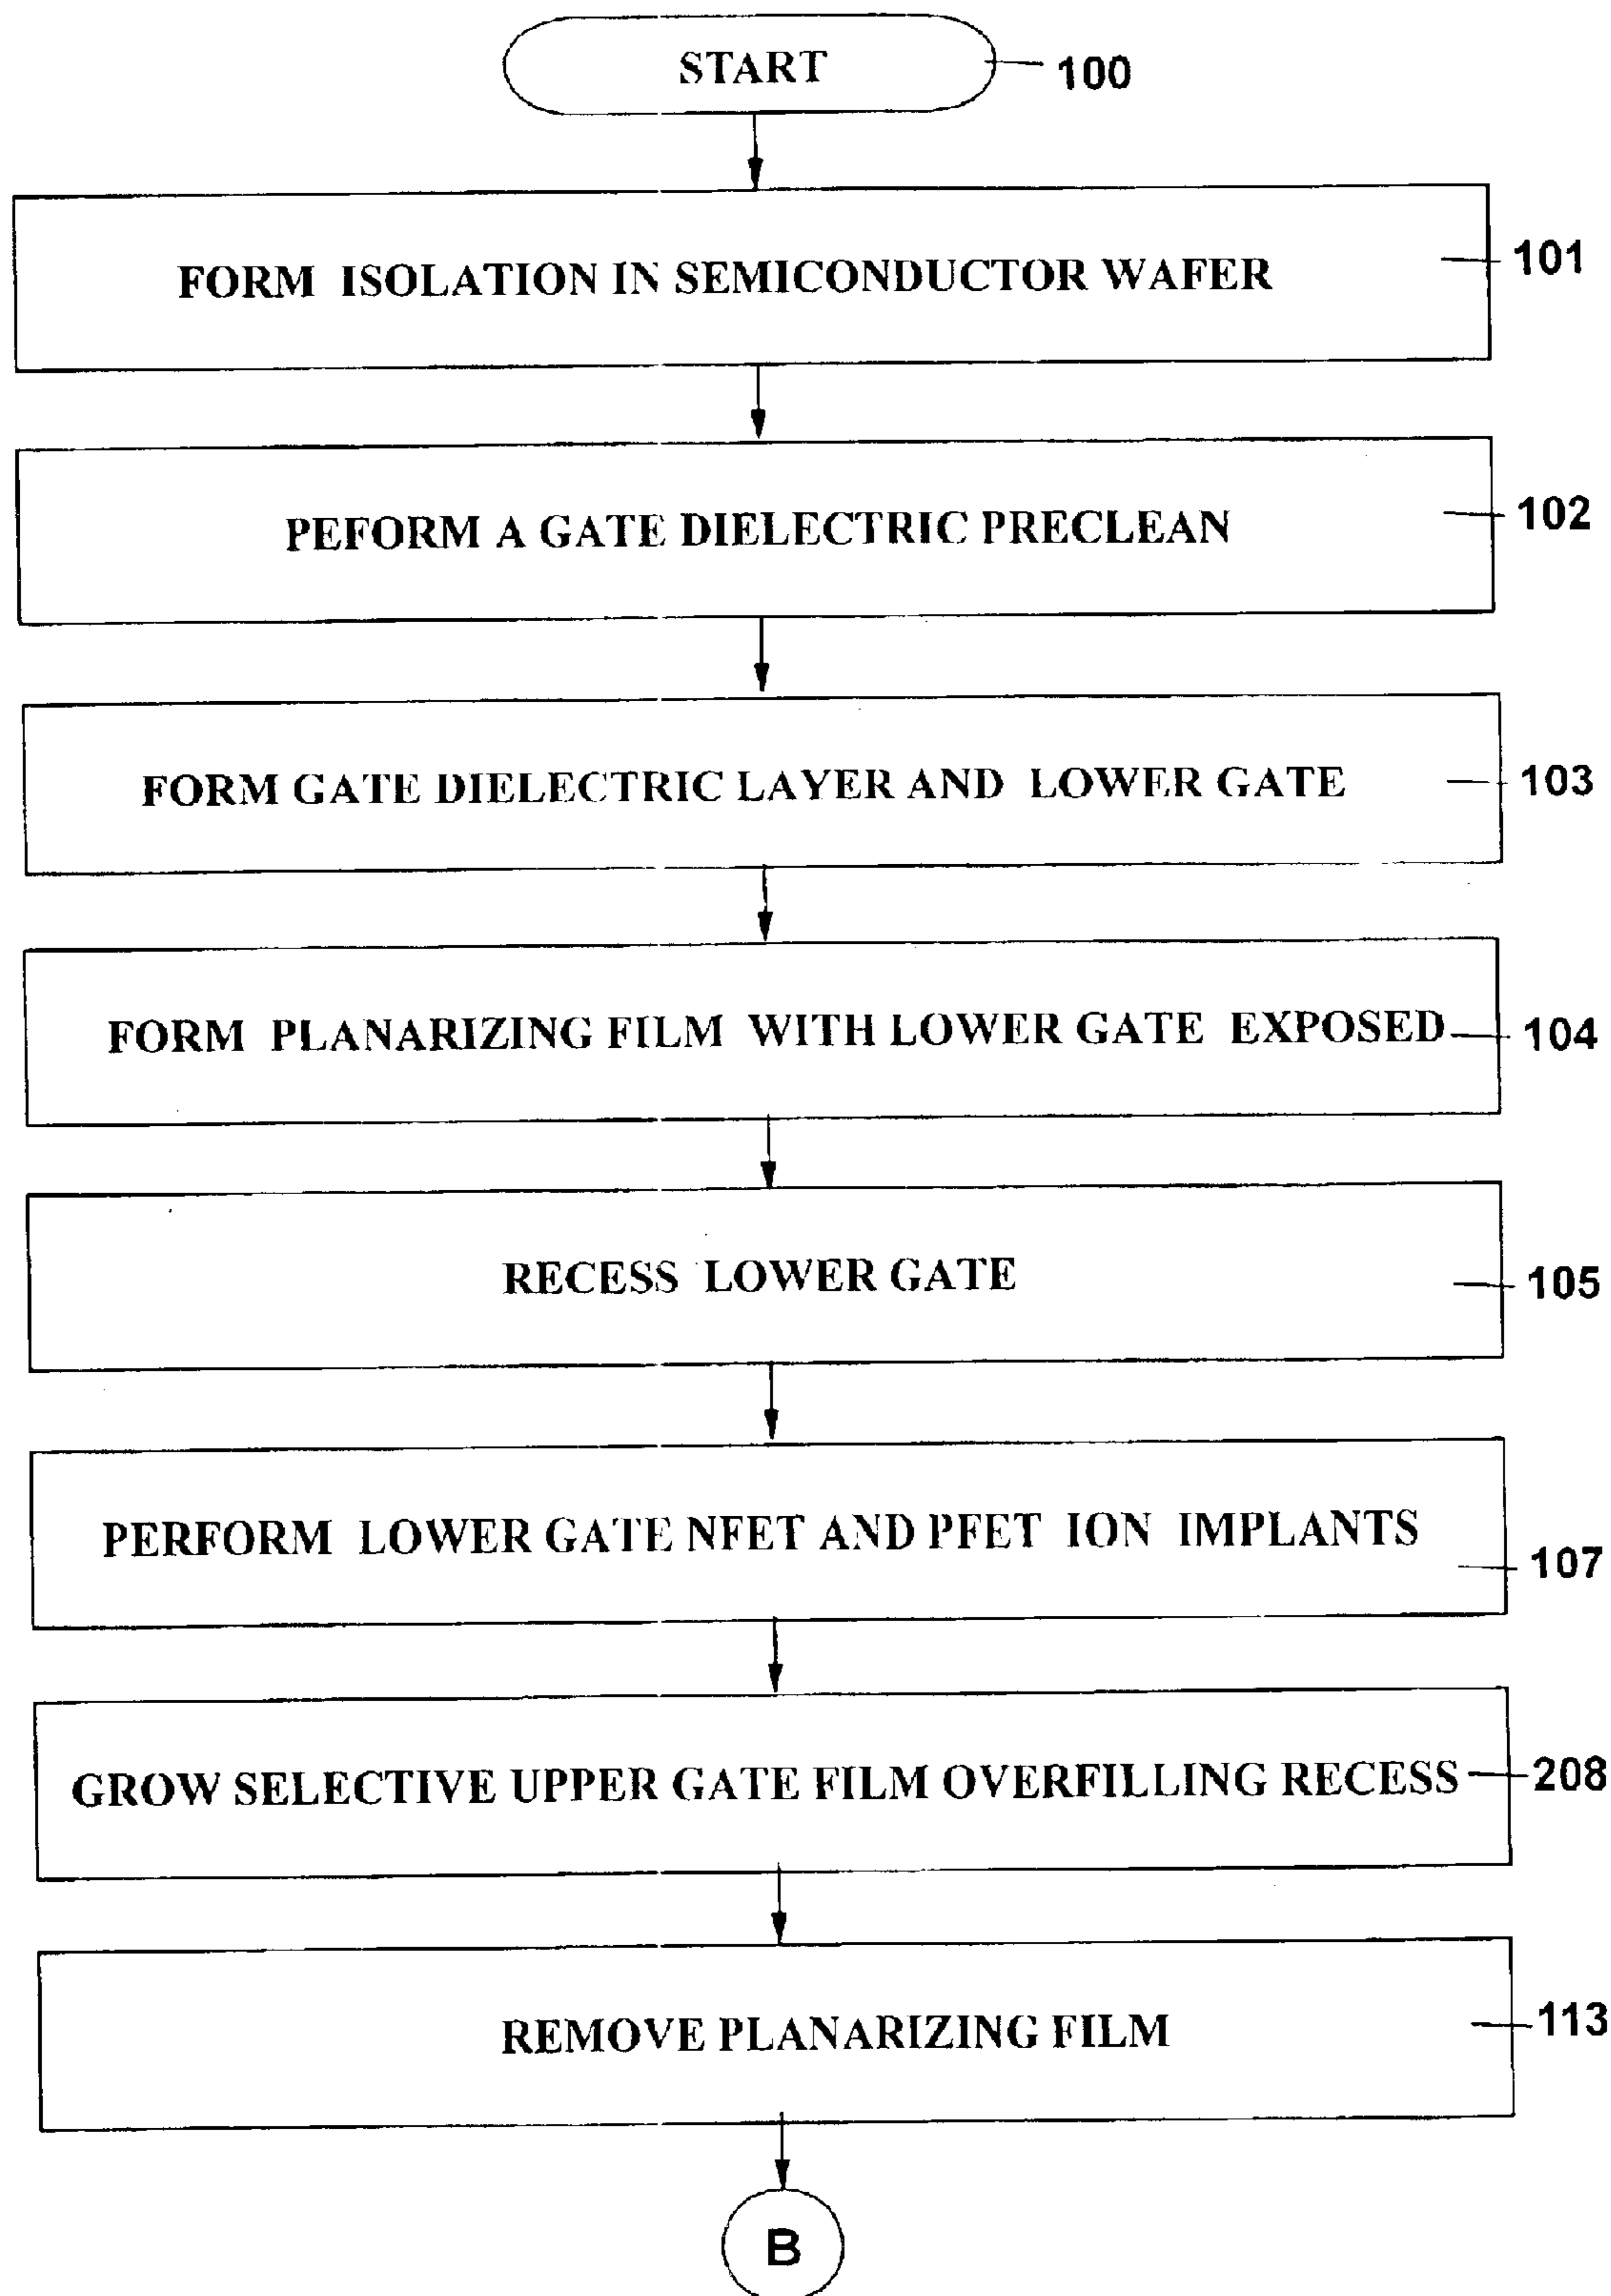 START
100
FORM ISOLATION IN SEMICONDUCTOR WAFER
101
PEFORM A GATE DIELECTRIC PRECLEAN
102
FORM GATE DIELECTRIC LAYER AND LOWER GATE
103
FORM PLANARIZING FILM WITH LOWER GATE EXPOSED
104
RECESS LOWER GATE
105
PERFORM LOWER GATE NFET AND PFET ION IMPLANTS
107
GROW SELECTIVE UPPER GATE FILM OVERFILLING RECESS
208
REMOVE PLANARIZING FILM
113
B